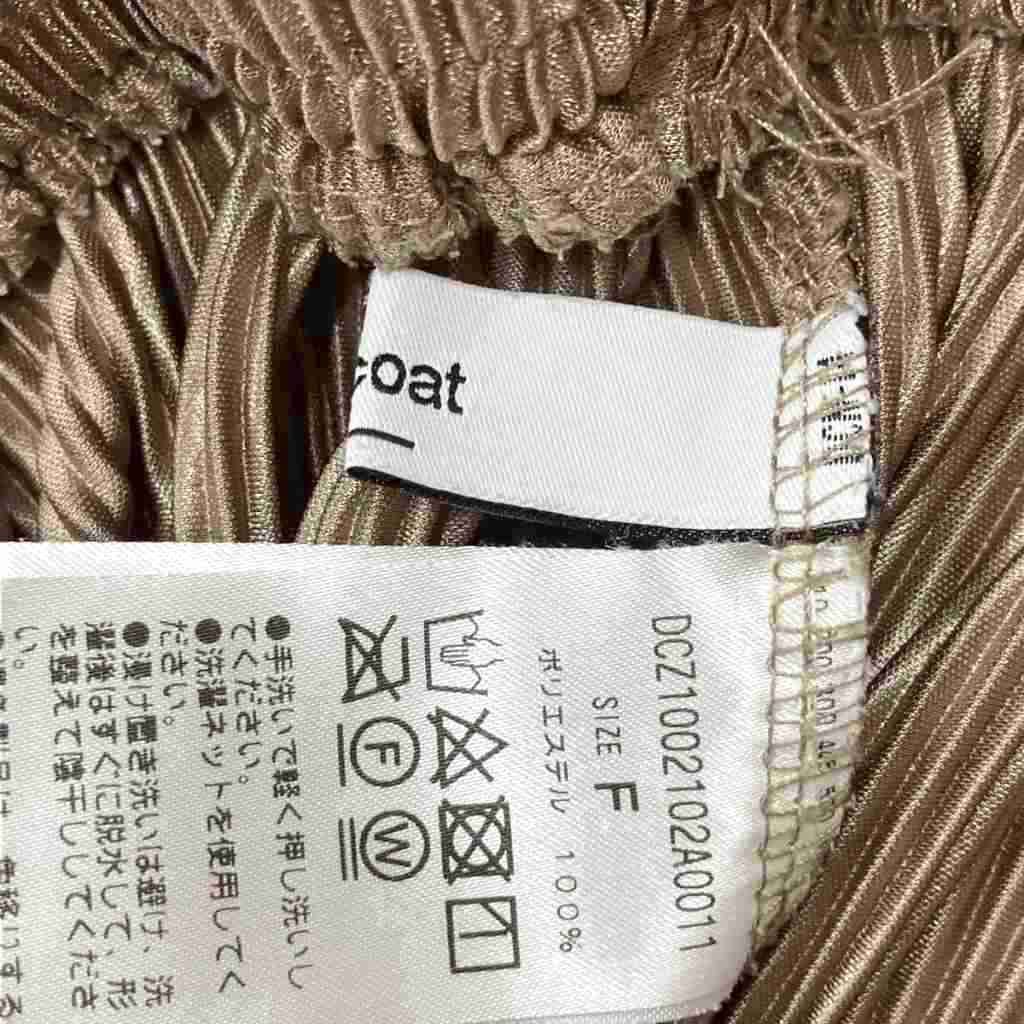 coat
DCZ1002102A0011
SIZE F
ポリエステル 100%
●手洗いで軽く押し洗いし
てください。
●洗濯ネットを使用してく
ださい。
●漬け置き洗いは避け、洗
濯後はすぐに脱水して、形
を整えて陰干ししてくださ
い。